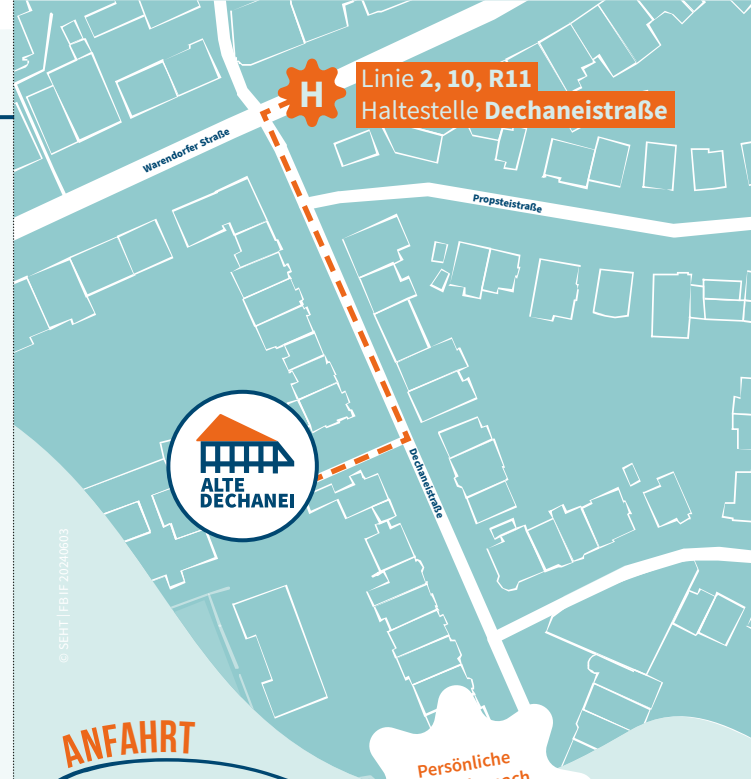 H
Linie 2, 10, R11
Haltestelle Dechaneistraße
Warendorfer Straße
Propsteistraße
ALTE
DECHANEI
Dechaneistraße
© SEHT | FB IF 20240603
ANFAHRT
Persönliche